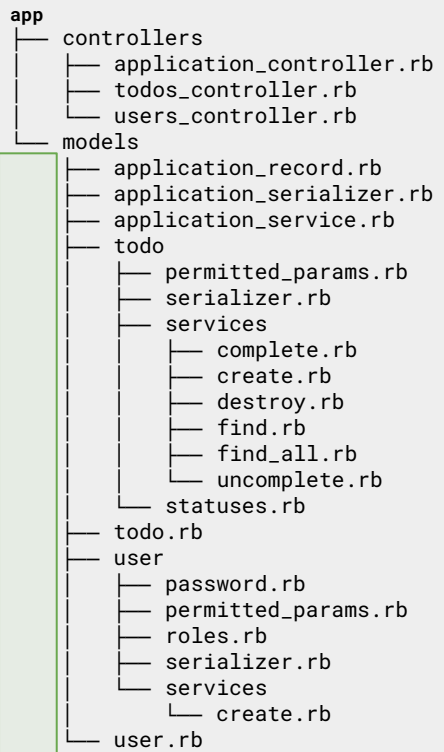 app
├── controllers
│   ├── application_controller.rb
│   ├── todos_controller.rb
│   └── users_controller.rb
└── models
    ├── application_record.rb
    ├── application_serializer.rb
    ├── application_service.rb
    ├── todo
    │   ├── permitted_params.rb
    │   ├── serializer.rb
    │   ├── services
    │   │   ├── complete.rb
    │   │   ├── create.rb
    │   │   ├── destroy.rb
    │   │   ├── find.rb
    │   │   ├── find_all.rb
    │   │   └── uncomplete.rb
    │   └── statuses.rb
    ├── todo.rb
    ├── user
    │   ├── password.rb
    │   ├── permitted_params.rb
    │   ├── roles.rb
    │   ├── serializer.rb
    │   └── services
    │       └── create.rb
    └── user.rb